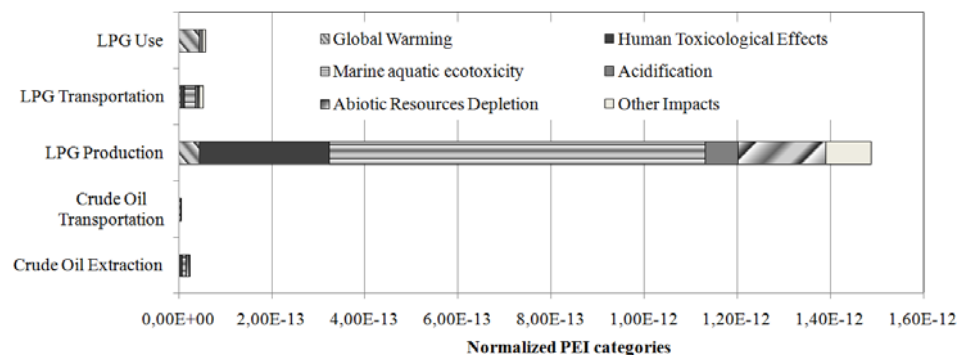 LPG Use
LPG Transportation
LPG Production
Crude Oil
Transportation
Crude Oil Extraction
Global Warming
Human Toxicological Effects
Marine aquatic ecotoxicity
Acidification
Abiotic Resources Depletion
Other Impacts
0,00E+00 2,00E-13 4,00E-13 6,00E-13 8,00E-13 1,00E-12 1,20E-12 1,40E-12 1,60E-12
Normalized PEI categories